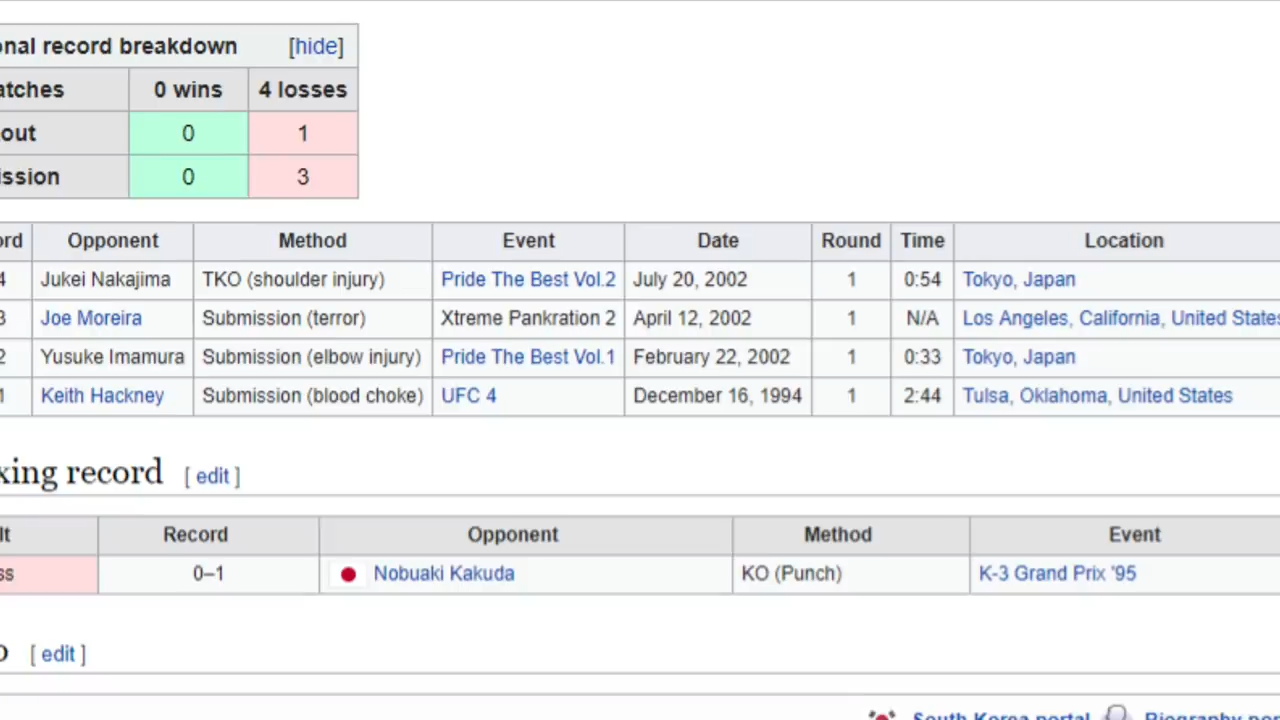 onal record breakdown [hide]
atches 0 wins 4 losses
out 0 1
ission 0 3
ord Opponent Method Event Date Round Time Location
4 Jukei Nakajima TKO (shoulder injury) Pride The Best Vol.2 July 20, 2002 1 0:54 Tokyo, Japan
3 Joe Moreira Submission (terror) Xtreme Pankration 2 April 12, 2002 1 N/A Los Angeles, California, United States
2 Yusuke Imamura Submission (elbow injury) Pride The Best Vol.1 February 22, 2002 1 0:33 Tokyo, Japan
1 Keith Hackney Submission (blood choke) UFC 4 December 16, 1994 1 2:44 Tulsa, Oklahoma, United States
xing record [ edit ]
lt Record Opponent Method Event
ss 0–1 Nobuaki Kakuda KO (Punch) K-3 Grand Prix '95
o [ edit ]
South Korea portal Biography por